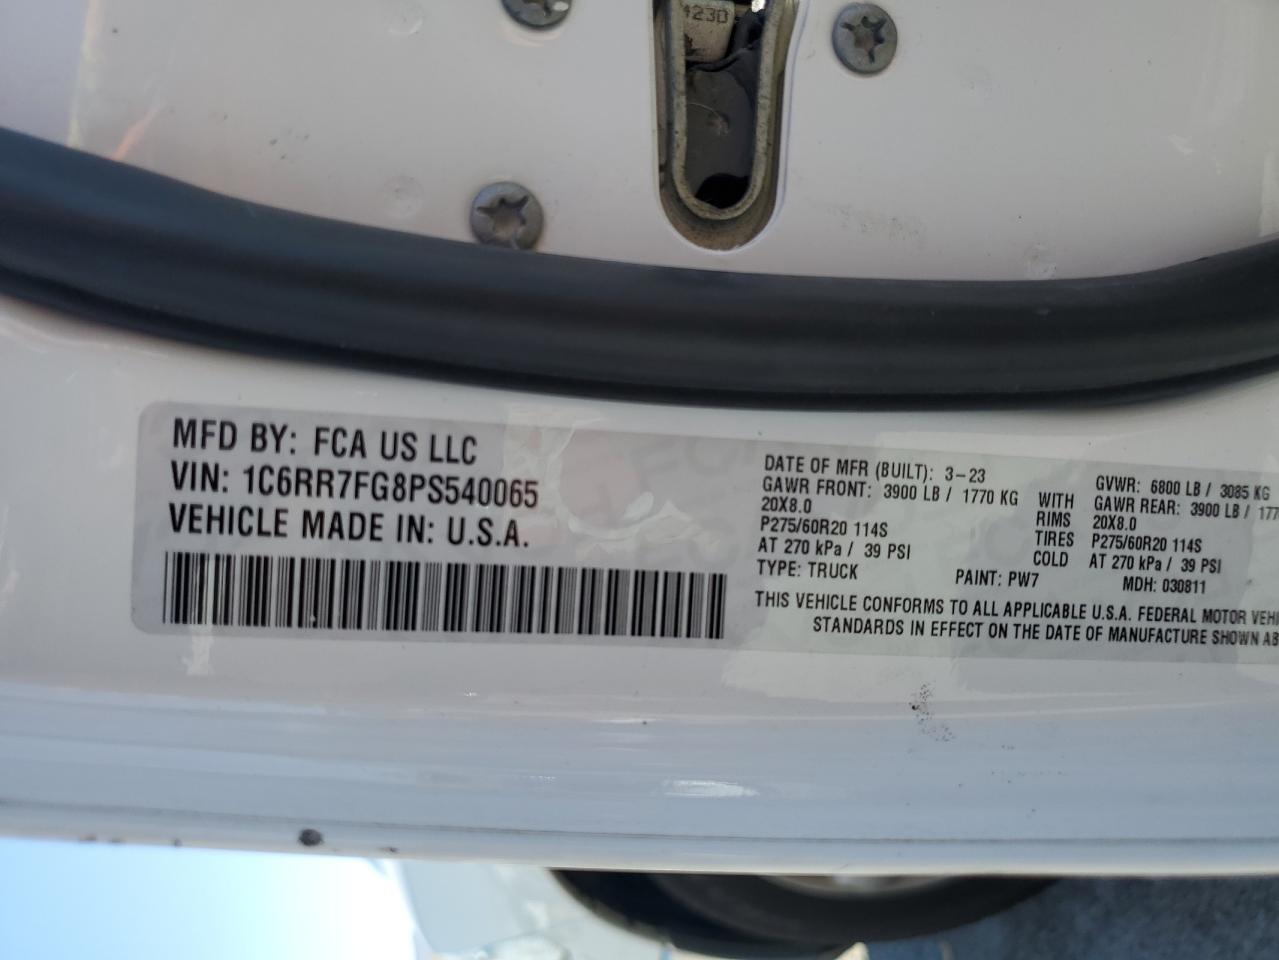 423D
MFD BY: FCA US LLC
VIN: 1C6RR7FG8PS540065
VEHICLE MADE IN: U.S.A.
DATE OF MFR (BUILT): 3-23 GVWR: 6800 LB / 3085 KG
GAWR FRONT: 3900 LB / 1770 KG WITH GAWR REAR: 3900 LB /
20X8.0 RIMS 20X8.0
P275/60R20 114S TIRES P275/60R20 114S
AT 270 kPa / 39 PSI COLD AT 270 kPa / 39 PSI
TYPE: TRUCK PAINT: PW7 MDH: 030811
THIS VEHICLE CONFORMS TO ALL APPLICABLE U.S.A. FEDERAL MOTOR
STANDARDS IN EFFECT ON THE DATE OF MANUFACTURE SHOWN